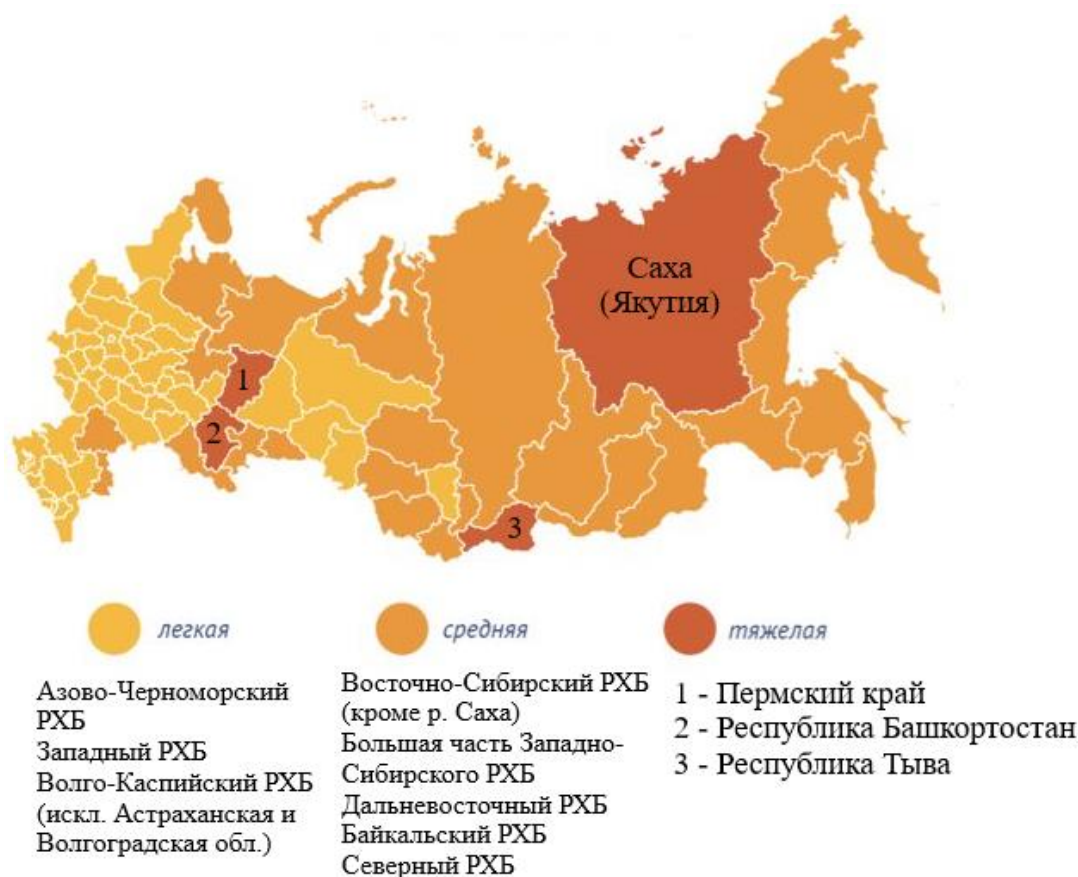 Саха
(Якутия)
1
2
3
легкая
Азово-Черноморский
РХБ
Западный РХБ
Волго-Каспийский РХБ
(искл. Астраханская и
Волгоградская обл.)
средняя
Восточно-Сибирский РХБ
(кроме р. Саха)
Большая часть Западно-
Сибирского РХБ
Дальневосточный РХБ
Байкальский РХБ
Северный РХБ
тяжелая
1 - Пермский край
2 - Республика Башкортостан
3 - Республика Тыва